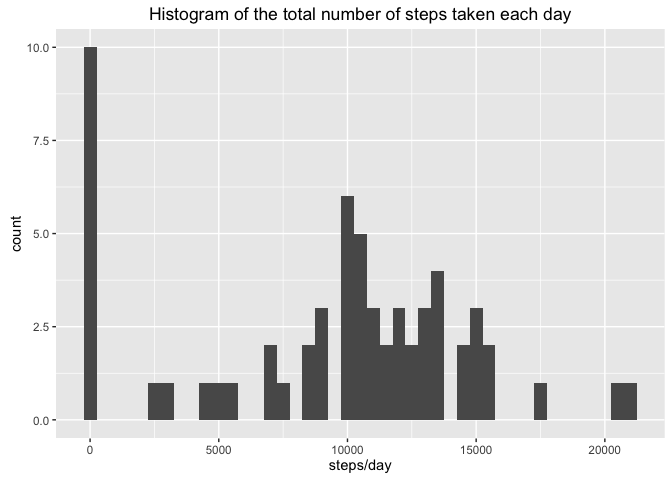 Histogram of the total number of steps taken each day
10.0
7.5
5.0
2.5
0.0
count
0 5000 10000 15000 20000
steps/day